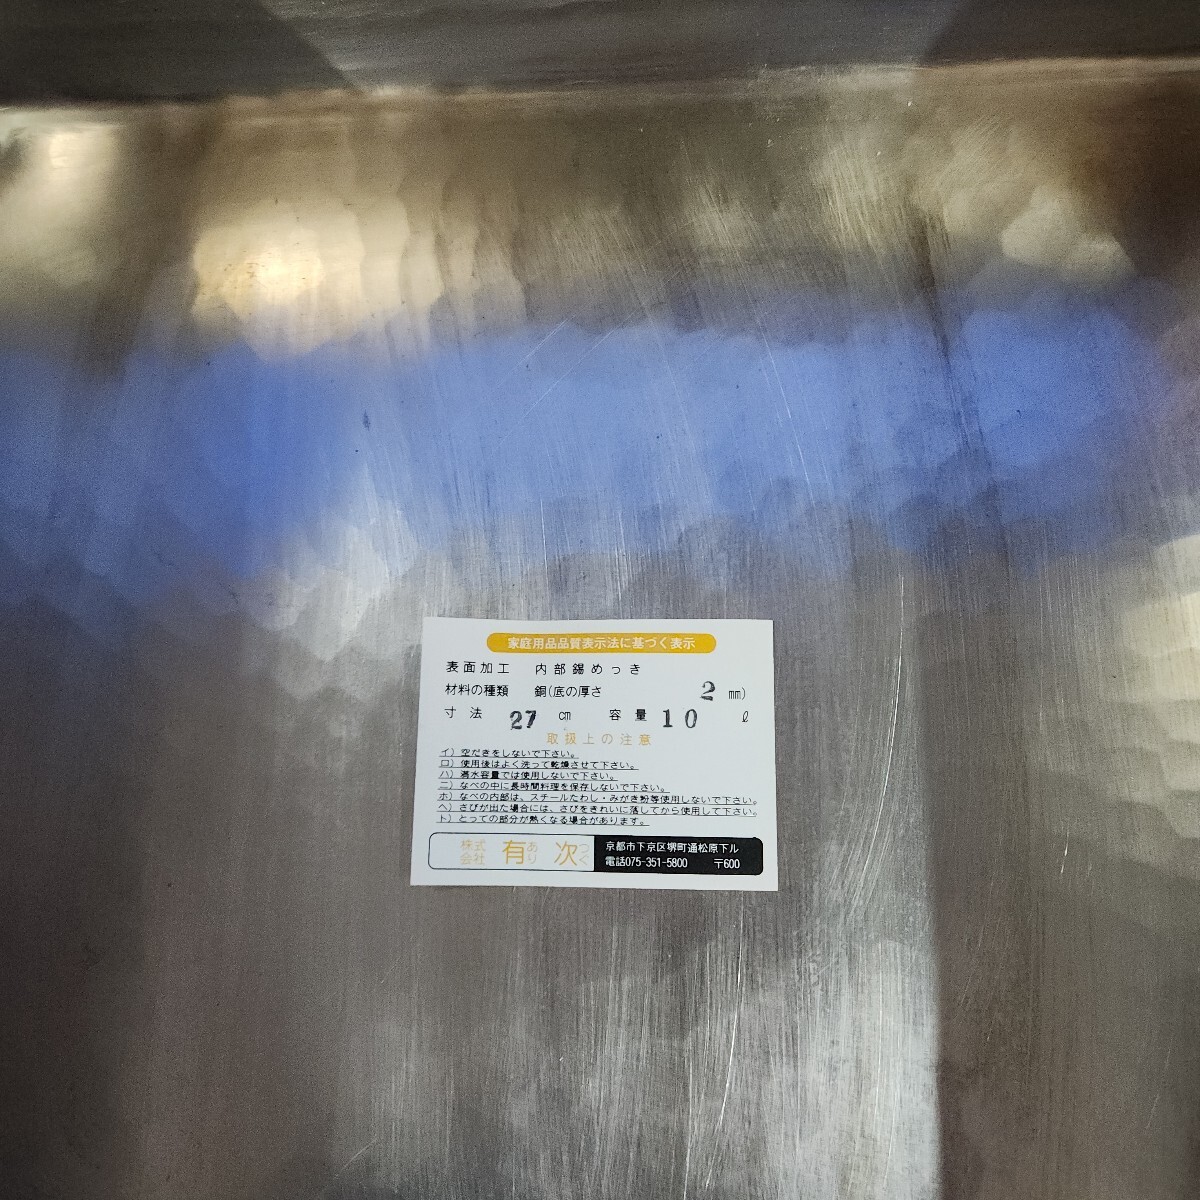 家庭用品品質表示法に基づく表示
表面加工 内部錫めっき
材料の種類 銅(底の厚さ 2 mm)
寸法 27 cm 容量 10 ℓ
取扱上の注意
イ) 空だきをしないで下さい。
ロ) 使用後はよく洗って乾燥させて下さい。
ハ) 満水容量では使用しないで下さい。
ニ) なべの中に長時間料理を保存しないで下さい。
ホ) なべの内部は、スチールたわし・みがき粉等使用しないで下さい。
ヘ) さびが出た場合には、さびをきれいに落してから使用して下さい。
ト) とっての部分が熱くなる場合があります。
株式会社 有あり 次つぐ
京都市下京区堺町通松原下ル
電話075-351-5800 〒600